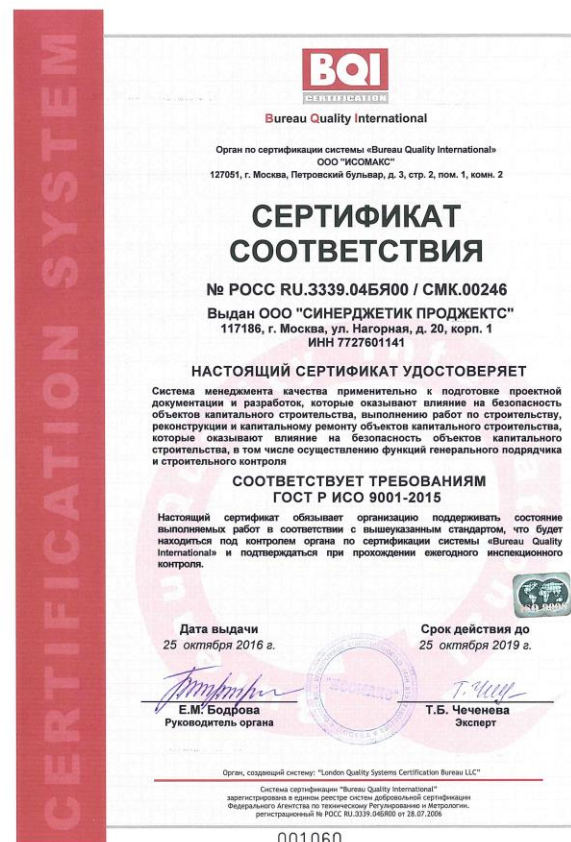 CERTIFICATION SYSTEM
BQI
CERTIFICATION
Bureau Quality International
Орган по сертификации системы «Bureau Quality International»
ООО "ИСОМАКС"
127051, г. Москва, Петровский бульвар, д. 3, стр. 2, пом. 1, комн. 2
СЕРТИФИКАТ
СООТВЕТСТВИЯ
№ РОСС RU.3339.04БЯ00 / СМК.00246
Выдан ООО "СИНЕРДЖЕТИК ПРОДЖЕКТС"
117186, г. Москва, ул. Нагорная, д. 20, корп. 1
ИНН 7727601141
НАСТОЯЩИЙ СЕРТИФИКАТ УДОСТОВЕРЯЕТ
Система менеджмента качества применительно к подготовке проектной
документации и разработок, которые оказывают влияние на безопасность
объектов капитального строительства, выполнению работ по строительству,
реконструкции и капитальному ремонту объектов капитального строительства,
которые оказывают влияние на безопасность объектов капитального
строительства, в том числе осуществлению функций генерального подрядчика
и строительного контроля
СООТВЕТСТВУЕТ ТРЕБОВАНИЯМ
ГОСТ Р ИСО 9001-2015
Настоящий сертификат обязывает организацию поддерживать состояние
выполняемых работ в соответствии с вышеуказанным стандартом, что будет
находиться под контролем органа по сертификации системы «Bureau Quality
International» и подтверждаться при прохождении ежегодного инспекционного
контроля.
ISO 9000
Дата выдачи
25 октября 2016 г.
Срок действия до
25 октября 2019 г.
"ИСОМАКС"
Е.М. Бодрова
Руководитель органа
Т.Б. Чеченева
Эксперт
Орган, создающий систему: "London Quality Systems Certification Bureau LLC"
Система сертификации "Bureau Quality International"
зарегистрирована в едином реестре систем добровольной сертификации
Федерального Агентства по техническому Регулированию и Метрологии.
регистрационный № РОСС RU.3339.04БЯ00 от 28.07.2006
001060